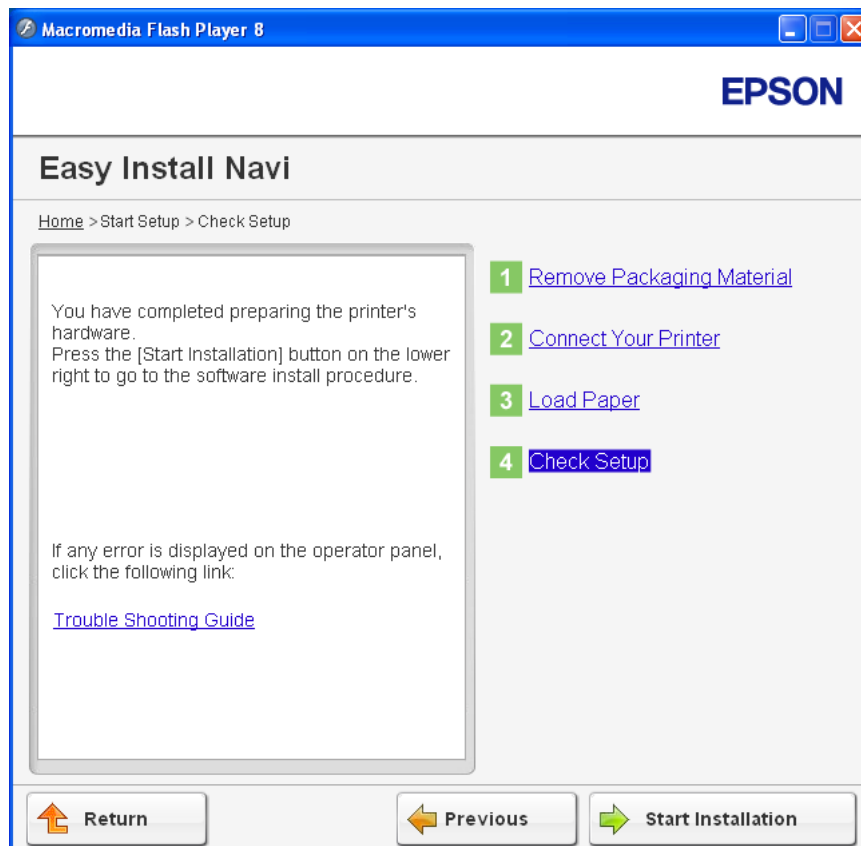 Macromedia Flash Player 8
EPSON
Easy Install Navi
Home > Start Setup > Check Setup
You have completed preparing the printer's
hardware.
Press the [Start Installation] button on the lower
right to go to the software install procedure.
If any error is displayed on the operator panel,
click the following link:
Trouble Shooting Guide
1 Remove Packaging Material
2 Connect Your Printer
3 Load Paper
4 Check Setup
Return
Previous
Start Installation